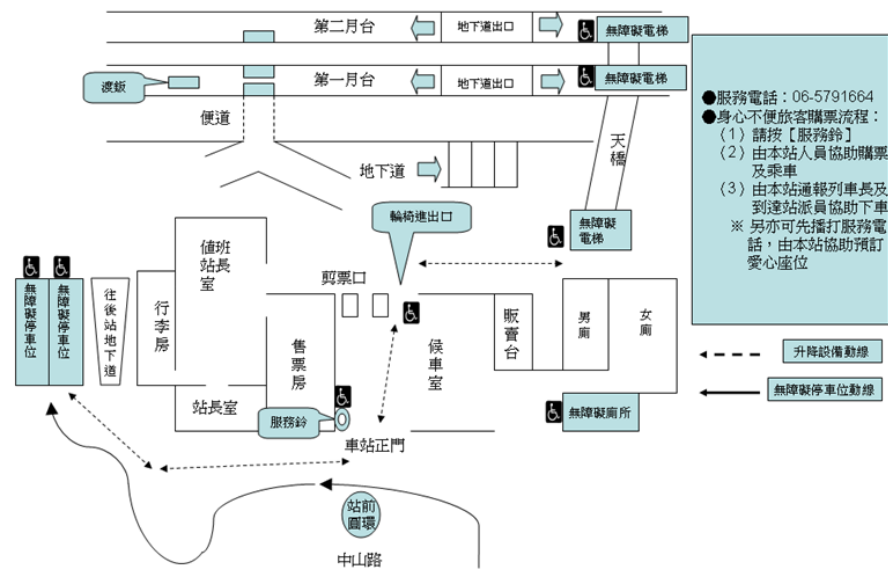 第二月台
地下道出口
無障礙電梯
第一月台
地下道出口
無障礙電梯
渡鈑
便道
天橋
地下道
輪椅進出口
無障礙
電梯
●服務電話：06-5791664
●身心不便旅客購票流程：
（1）請按［服務鈴］
（2）由本站人員協助購票
及乘車
（3）由本站通報列車長及
到達站派員協助下車
※ 另亦可先播打服務電
話，由本站協助預訂
愛心座位
值班
站長
室
剪票口
無障礙停車位
無障礙停車位
往後站地下道
行李房
售票房
候車室
販賣台
男廁
女廁
站長室
服務鈴
無障礙廁所
車站正門
升降設備動線
無障礙停車位動線
站前
圓環
中山路